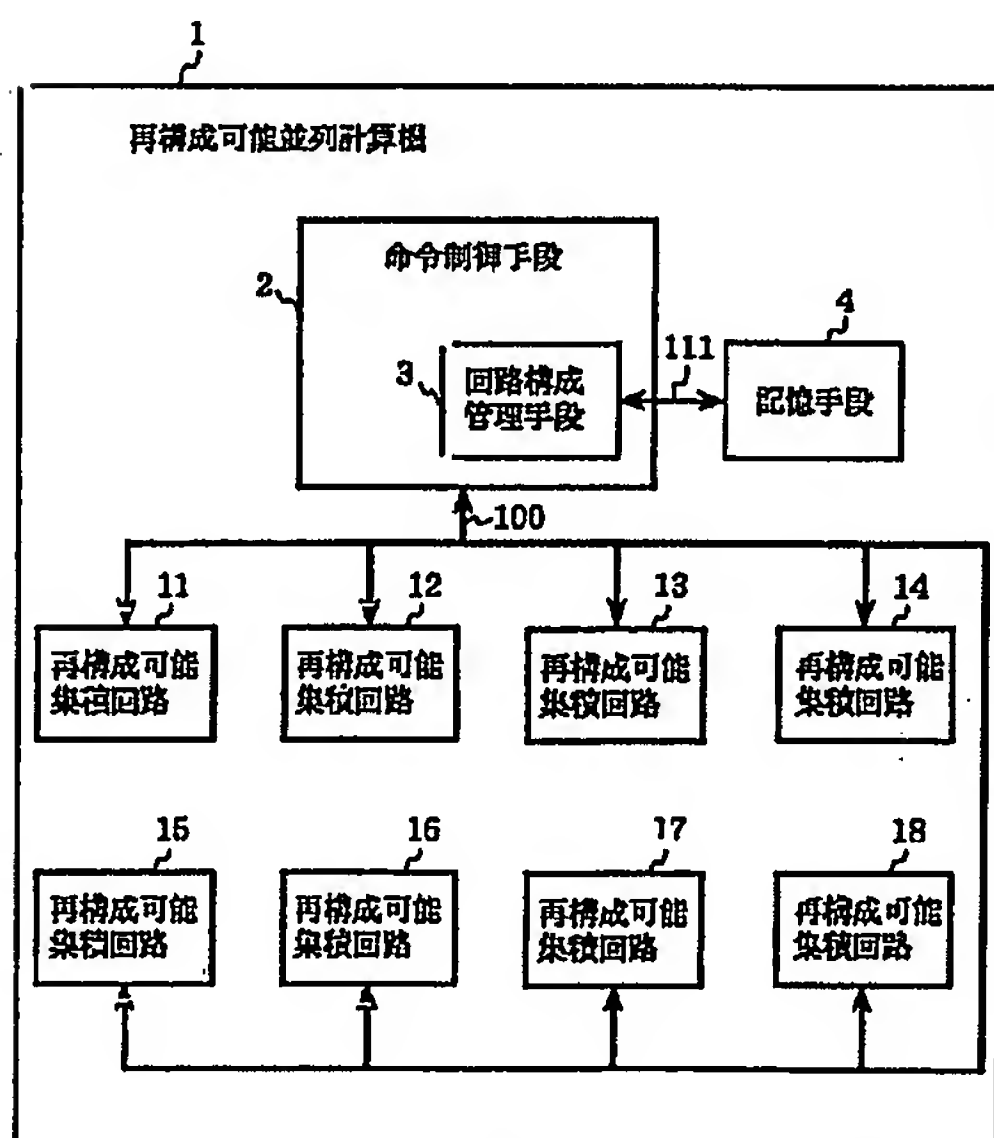 1
再構成可能並列計算機
命令制御手段
2
4
111
3
回路構成
管理手段
記憶手段
100
11
12
13
14
再構成可能
集積回路
再構成可能
集積回路
再構成可能
集積回路
再構成可能
集積回路
15
16
17
18
再構成可能
集積回路
再構成可能
集積回路
再構成可能
集積回路
再構成可能
集積回路